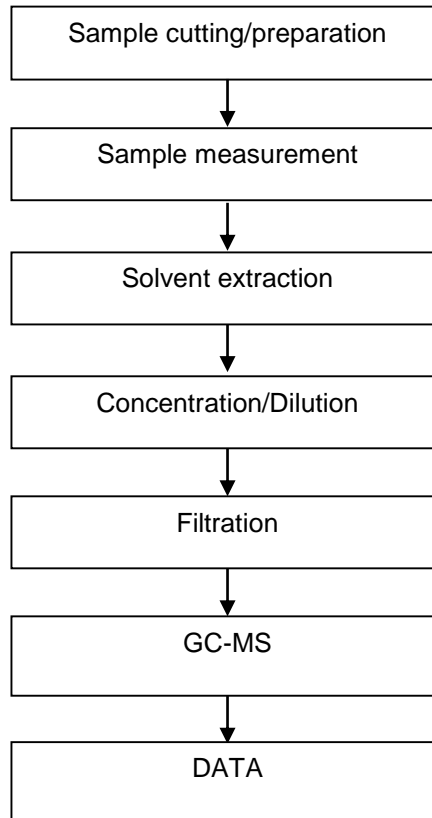 Sample cutting/preparation
Sample measurement
Solvent extraction
Concentration/Dilution
Filtration
GC-MS
DATA